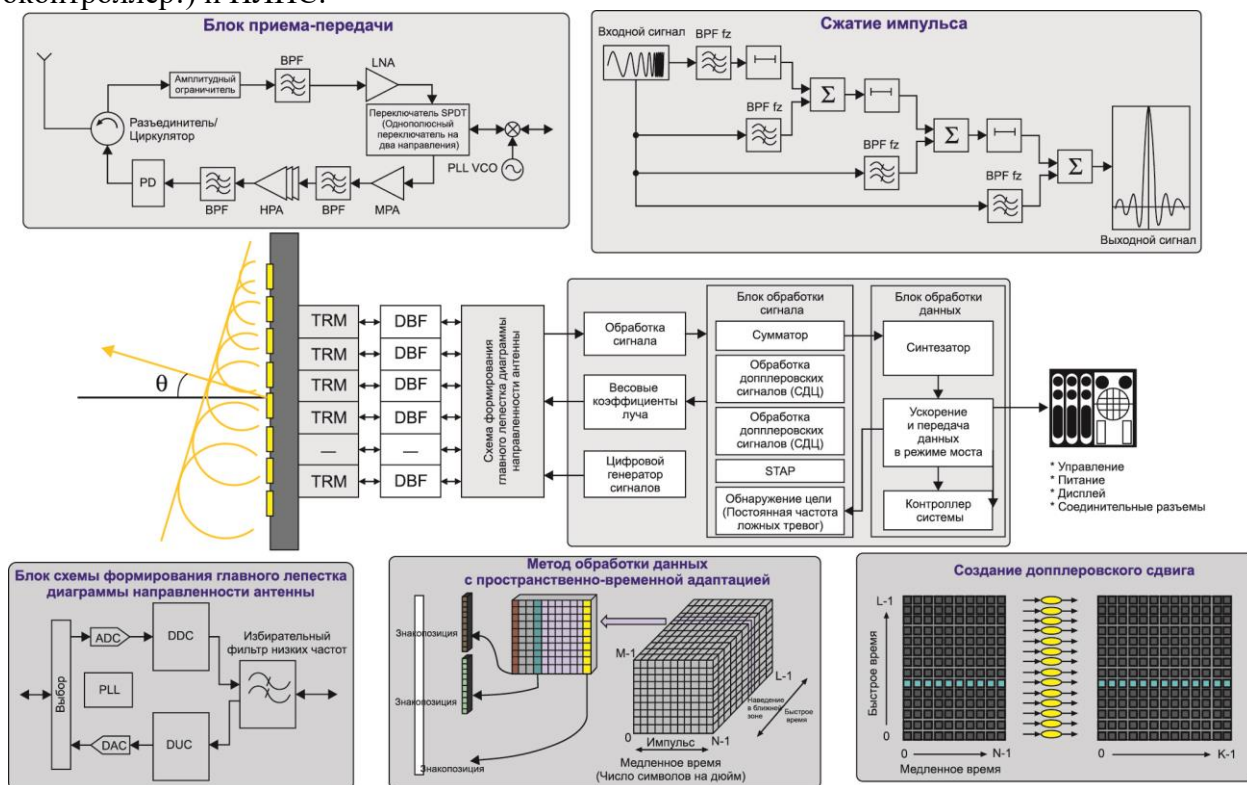 оконтроллер.) и ПЛИС.
Блок приема-передачи
BPF
LNA
Амплитудный
ограничитель
Переключатель SPDT
(Однополюсный
переключатель на
два направления)
Разъединитель/
Циркулятор
PLL VCO
PD
BPF
HPA
BPF
MPA
Сжатие импульса
Входной сигнал
BPF fz
BPF fz
Σ
BPF fz
Σ
BPF fz
Σ
Выходной сигнал
θ
TRM
DBF
TRM
DBF
TRM
DBF
TRM
DBF
—
—
TRM
DBF
Схема формирования
главного лепестка диаграммы
направленности антенны
Обработка
сигнала
Весовые
коэффициенты
луча
Цифровой
генератор
сигналов
Блок обработки
сигнала
Сумматор
Обработка
допплеровских
сигналов (СДЦ)
Обработка
допплеровских
сигналов (СДЦ)
STAP
Обнаружение цели
(Постоянная частота
ложных тревог)
Блок обработки
данных
Синтезатор
Ускорение
и передача
данных
в режиме моста
Контроллер
системы
* Управление
* Питание
* Дисплей
* Соединительные разъемы
Блок схемы формирования главного лепестка
диаграммы направленности антенны
Выбор
ADC
DDC
Избирательный
фильтр низких частот
PLL
DAC
DUC
Метод обработки данных
с пространственно-временной адаптацией
Знакопозиция
Знакопозиция
Знакопозиция
M-1
L-1
Наведение
в ближней
зоне
Быстрое
время
0
Импульс
N-1
Медленное время
(Число символов на дюйм)
Создание допплеровского сдвига
L-1
Быстрое время
0
0
N-1
Медленное время
0
K-1